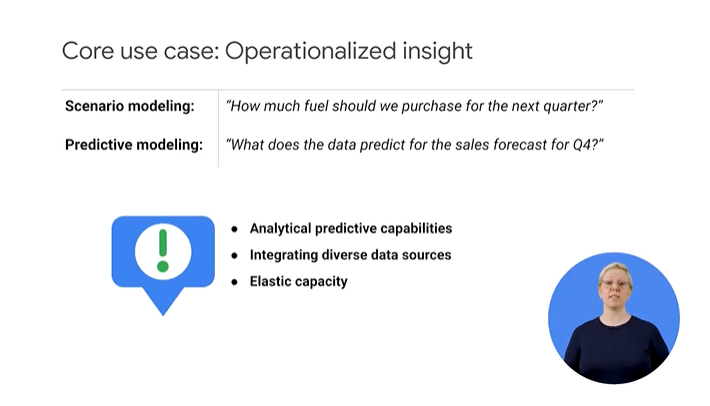 Core use case: Operationalized insight
Scenario modeling: “How much fuel should we purchase for the next quarter?”
Predictive modeling: “What does the data predict for the sales forecast for Q4?”
● Analytical predictive capabilities
● Integrating diverse data sources
● Elastic capacity